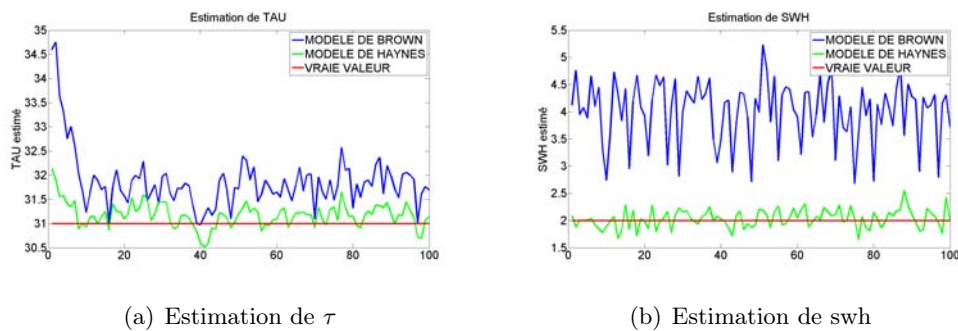 Estimation de TAU
35
34.5
34
33.5
33
32.5
32
31.5
31
30.5
TAU estimé
0
20
40
60
80
100
MODELE DE BROWN
MODELE DE HAYNES
VRAIE VALEUR
(a) Estimation de τ
Estimation de SWH
5.5
5
4.5
4
3.5
3
2.5
2
1.5
SWH estimé
0
20
40
60
80
100
MODELE DE BROWN
MODELE DE HAYNES
VRAIE VALEUR
(b) Estimation de swh